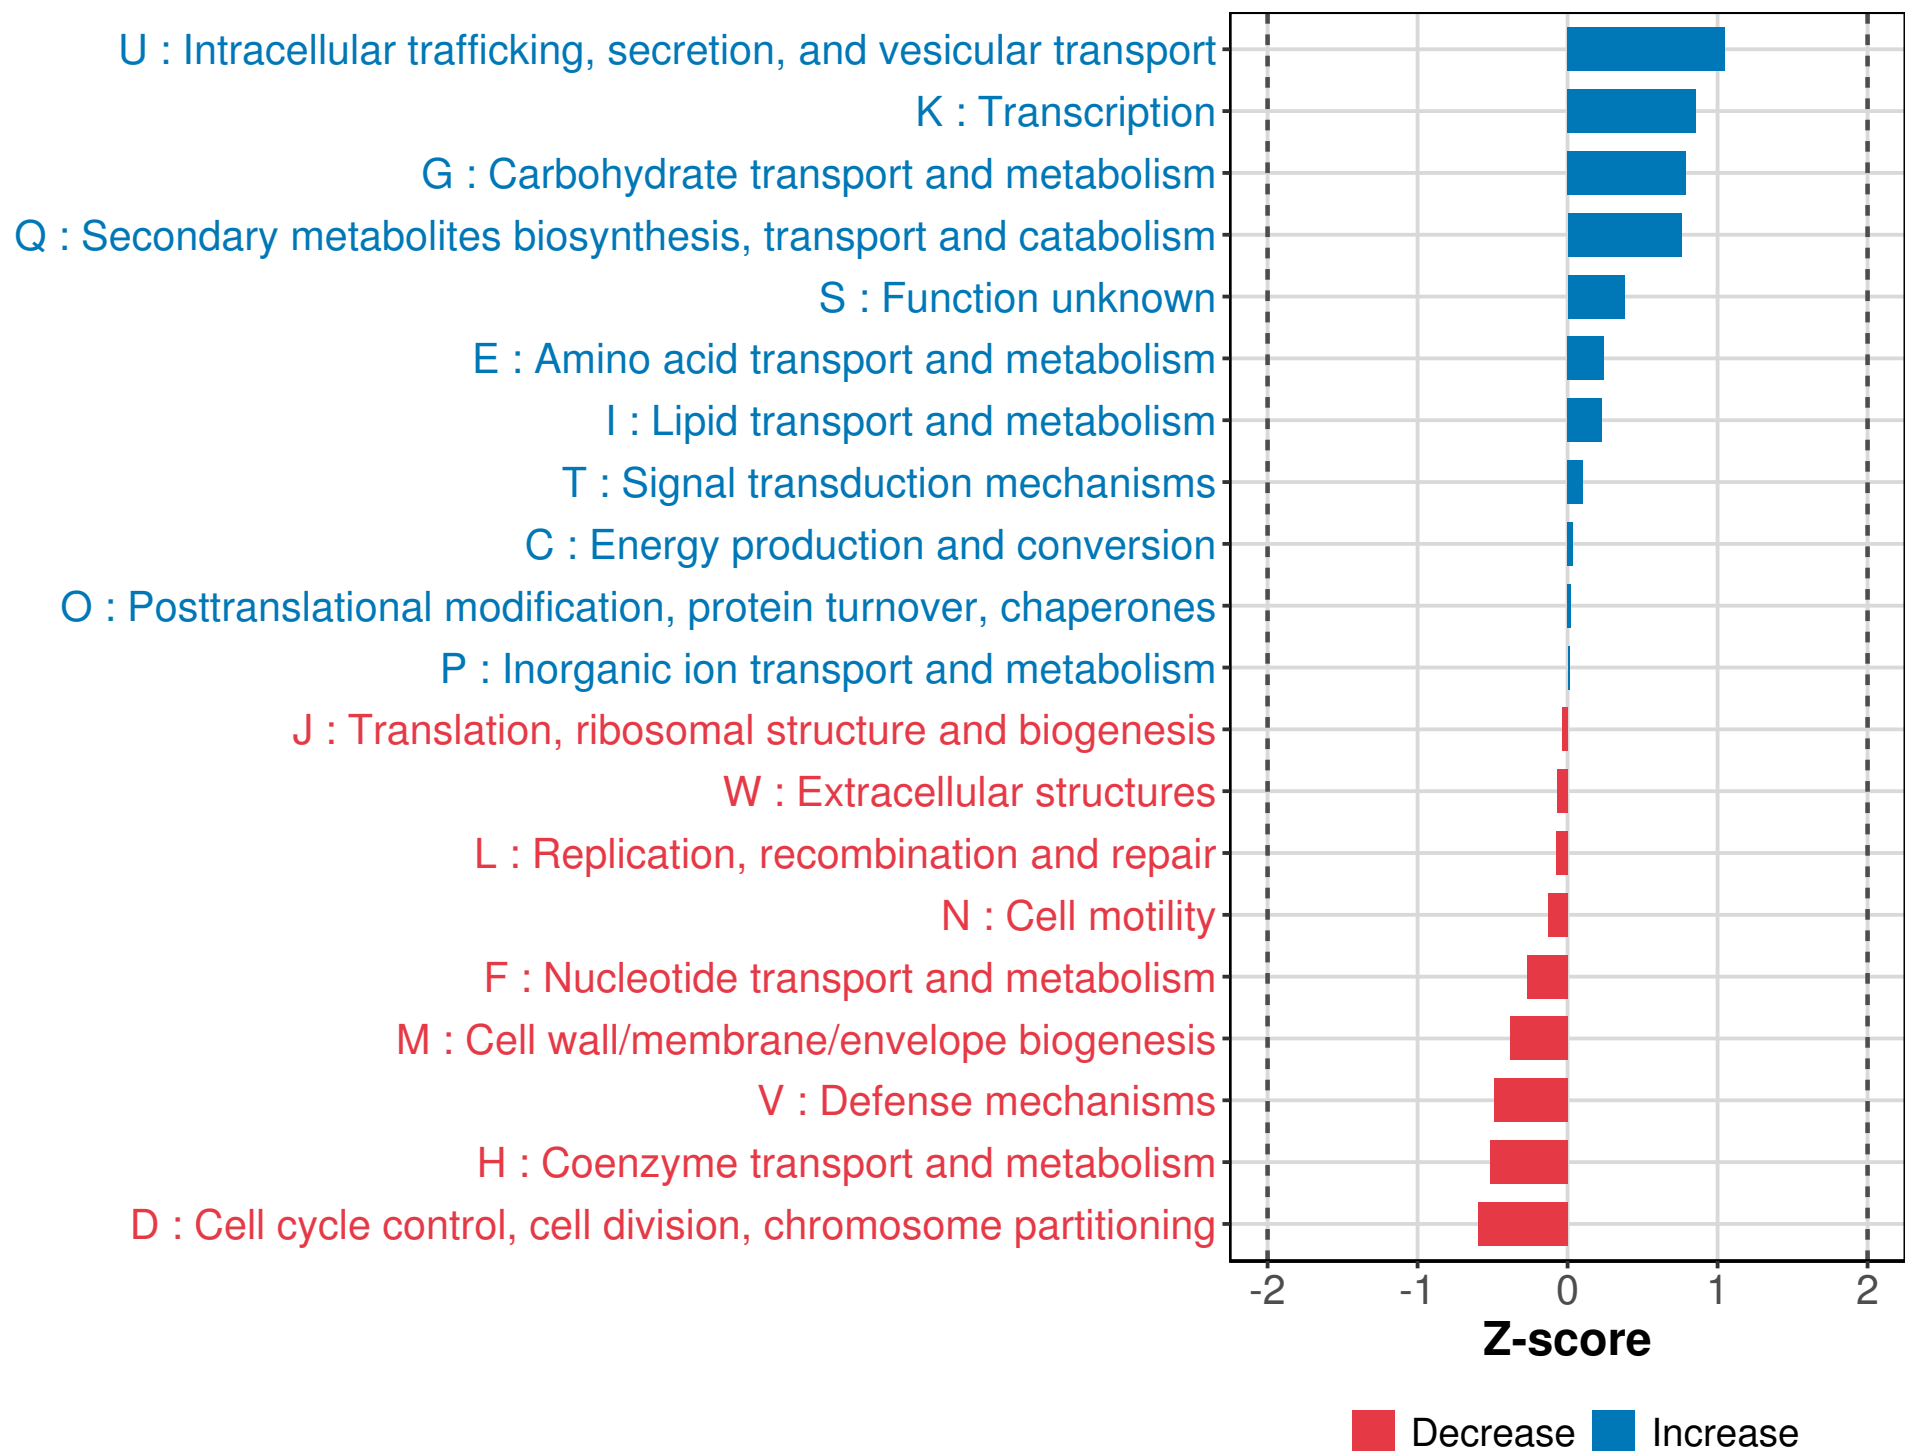 U : Intracellular trafficking, secretion, and vesicular transport
K : Transcription
G : Carbohydrate transport and metabolism
Q : Secondary metabolites biosynthesis, transport and catabolism
S : Function unknown
E : Amino acid transport and metabolism
I : Lipid transport and metabolism
T : Signal transduction mechanisms
C : Energy production and conversion
O : Posttranslational modification, protein turnover, chaperones
P : Inorganic ion transport and metabolism
J : Translation, ribosomal structure and biogenesis
W : Extracellular structures
L : Replication, recombination and repair
N : Cell motility
F : Nucleotide transport and metabolism
M : Cell wall/membrane/envelope biogenesis
V : Defense mechanisms
H : Coenzyme transport and metabolism
D : Cell cycle control, cell division, chromosome partitioning
-2 -1 0 1 2
Z-score
Decrease Increase